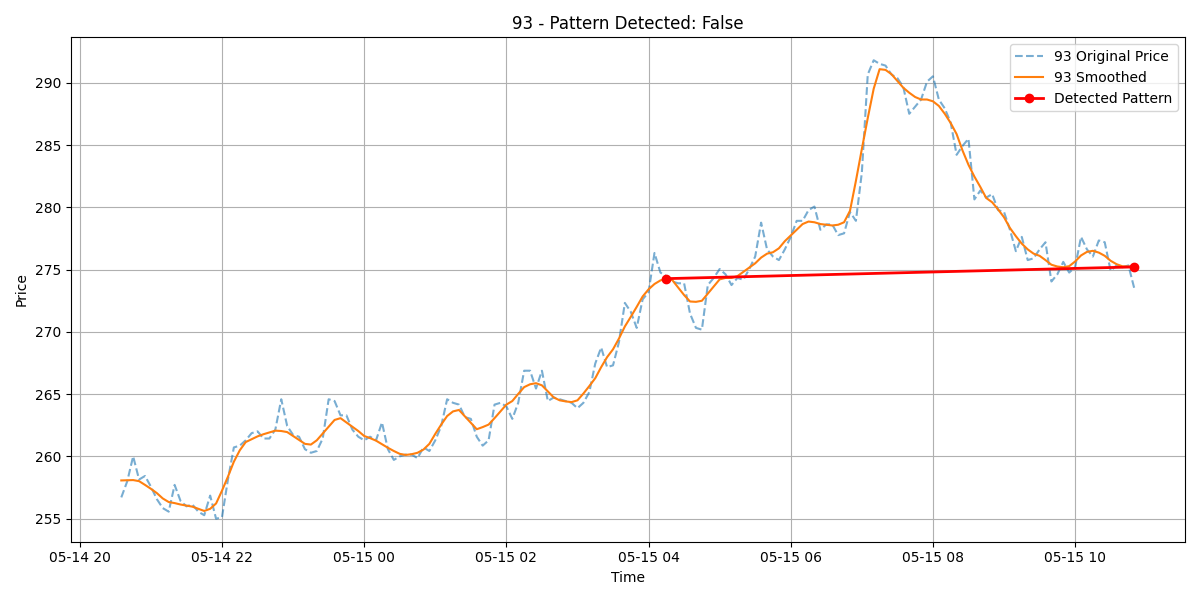 93 - Pattern Detected: False
93 Original Price
93 Smoothed
Detected Pattern
Price
290
285
280
275
270
265
260
255
05-14 20
05-14 22
05-15 00
05-15 02
05-15 04
05-15 06
05-15 08
05-15 10
Time